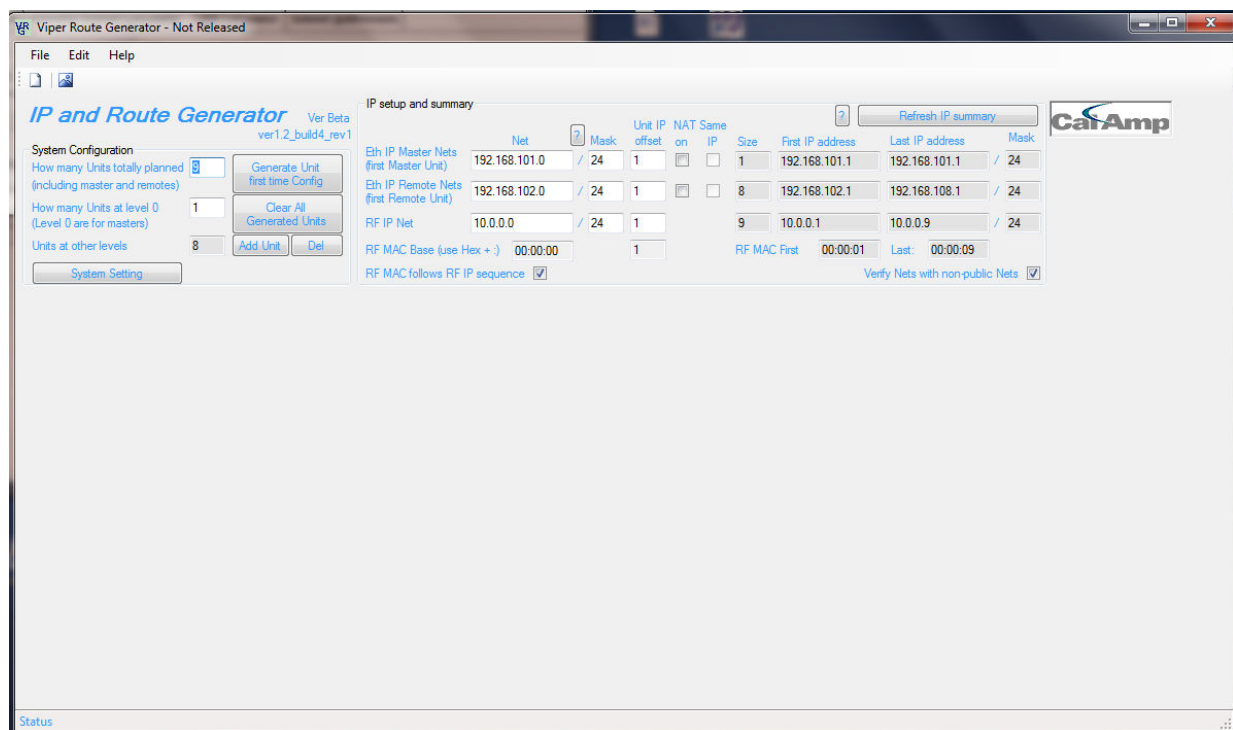 Viper Route Generator - Not Released
File Edit Help
IP and Route Generator Ver Beta
ver1.2_build4_rev1
System Configuration
How many Units totally planned 9
(including master and remotes)
Generate Unit
first time Config
How many Units at level 0 1
(Level 0 are for masters)
Clear All
Generated Units
Units at other levels 8 Add Unit Del
System Setting
IP setup and summary
? Refresh IP summary
Net ? Mask Unit IP offset NAT on Same IP Size First IP address Last IP address Mask
Eth IP Master Nets
(first Master Unit) 192.168.101.0 / 24 1 1 192.168.101.1 192.168.101.1 / 24
Eth IP Remote Nets
(first Remote Unit) 192.168.102.0 / 24 1 8 192.168.102.1 192.168.108.1 / 24
RF IP Net 10.0.0.0 / 24 1 9 10.0.0.1 10.0.0.9 / 24
RF MAC Base (use Hex + :) 00:00:00 1 RF MAC First 00:00:01 Last: 00:00:09
RF MAC follows RF IP sequence Verify Nets with non-public Nets
CalAmp
Status